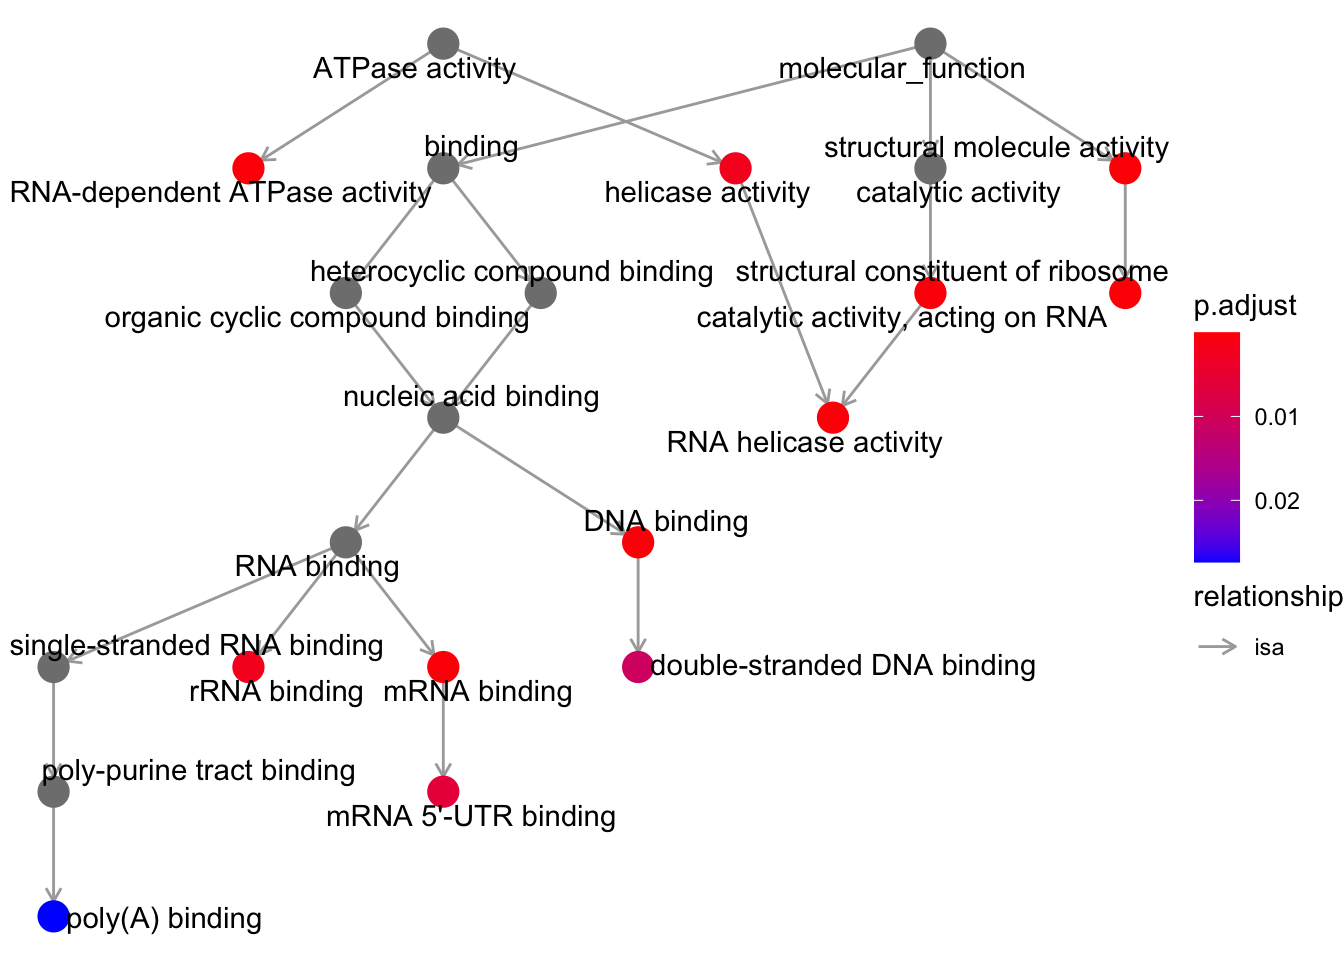 ATPase activity
molecular_function
binding
structural molecule activity
RNA-dependent ATPase activity
helicase activity
catalytic activity
heterocyclic compound binding
structural constituent of ribosome
organic cyclic compound binding
catalytic activity, acting on RNA
p.adjust
0.01
0.02
nucleic acid binding
RNA helicase activity
DNA binding
RNA binding
relationship
isa
single-stranded RNA binding
double-stranded DNA binding
rRNA binding
mRNA binding
poly-purine tract binding
mRNA 5'-UTR binding
poly(A) binding